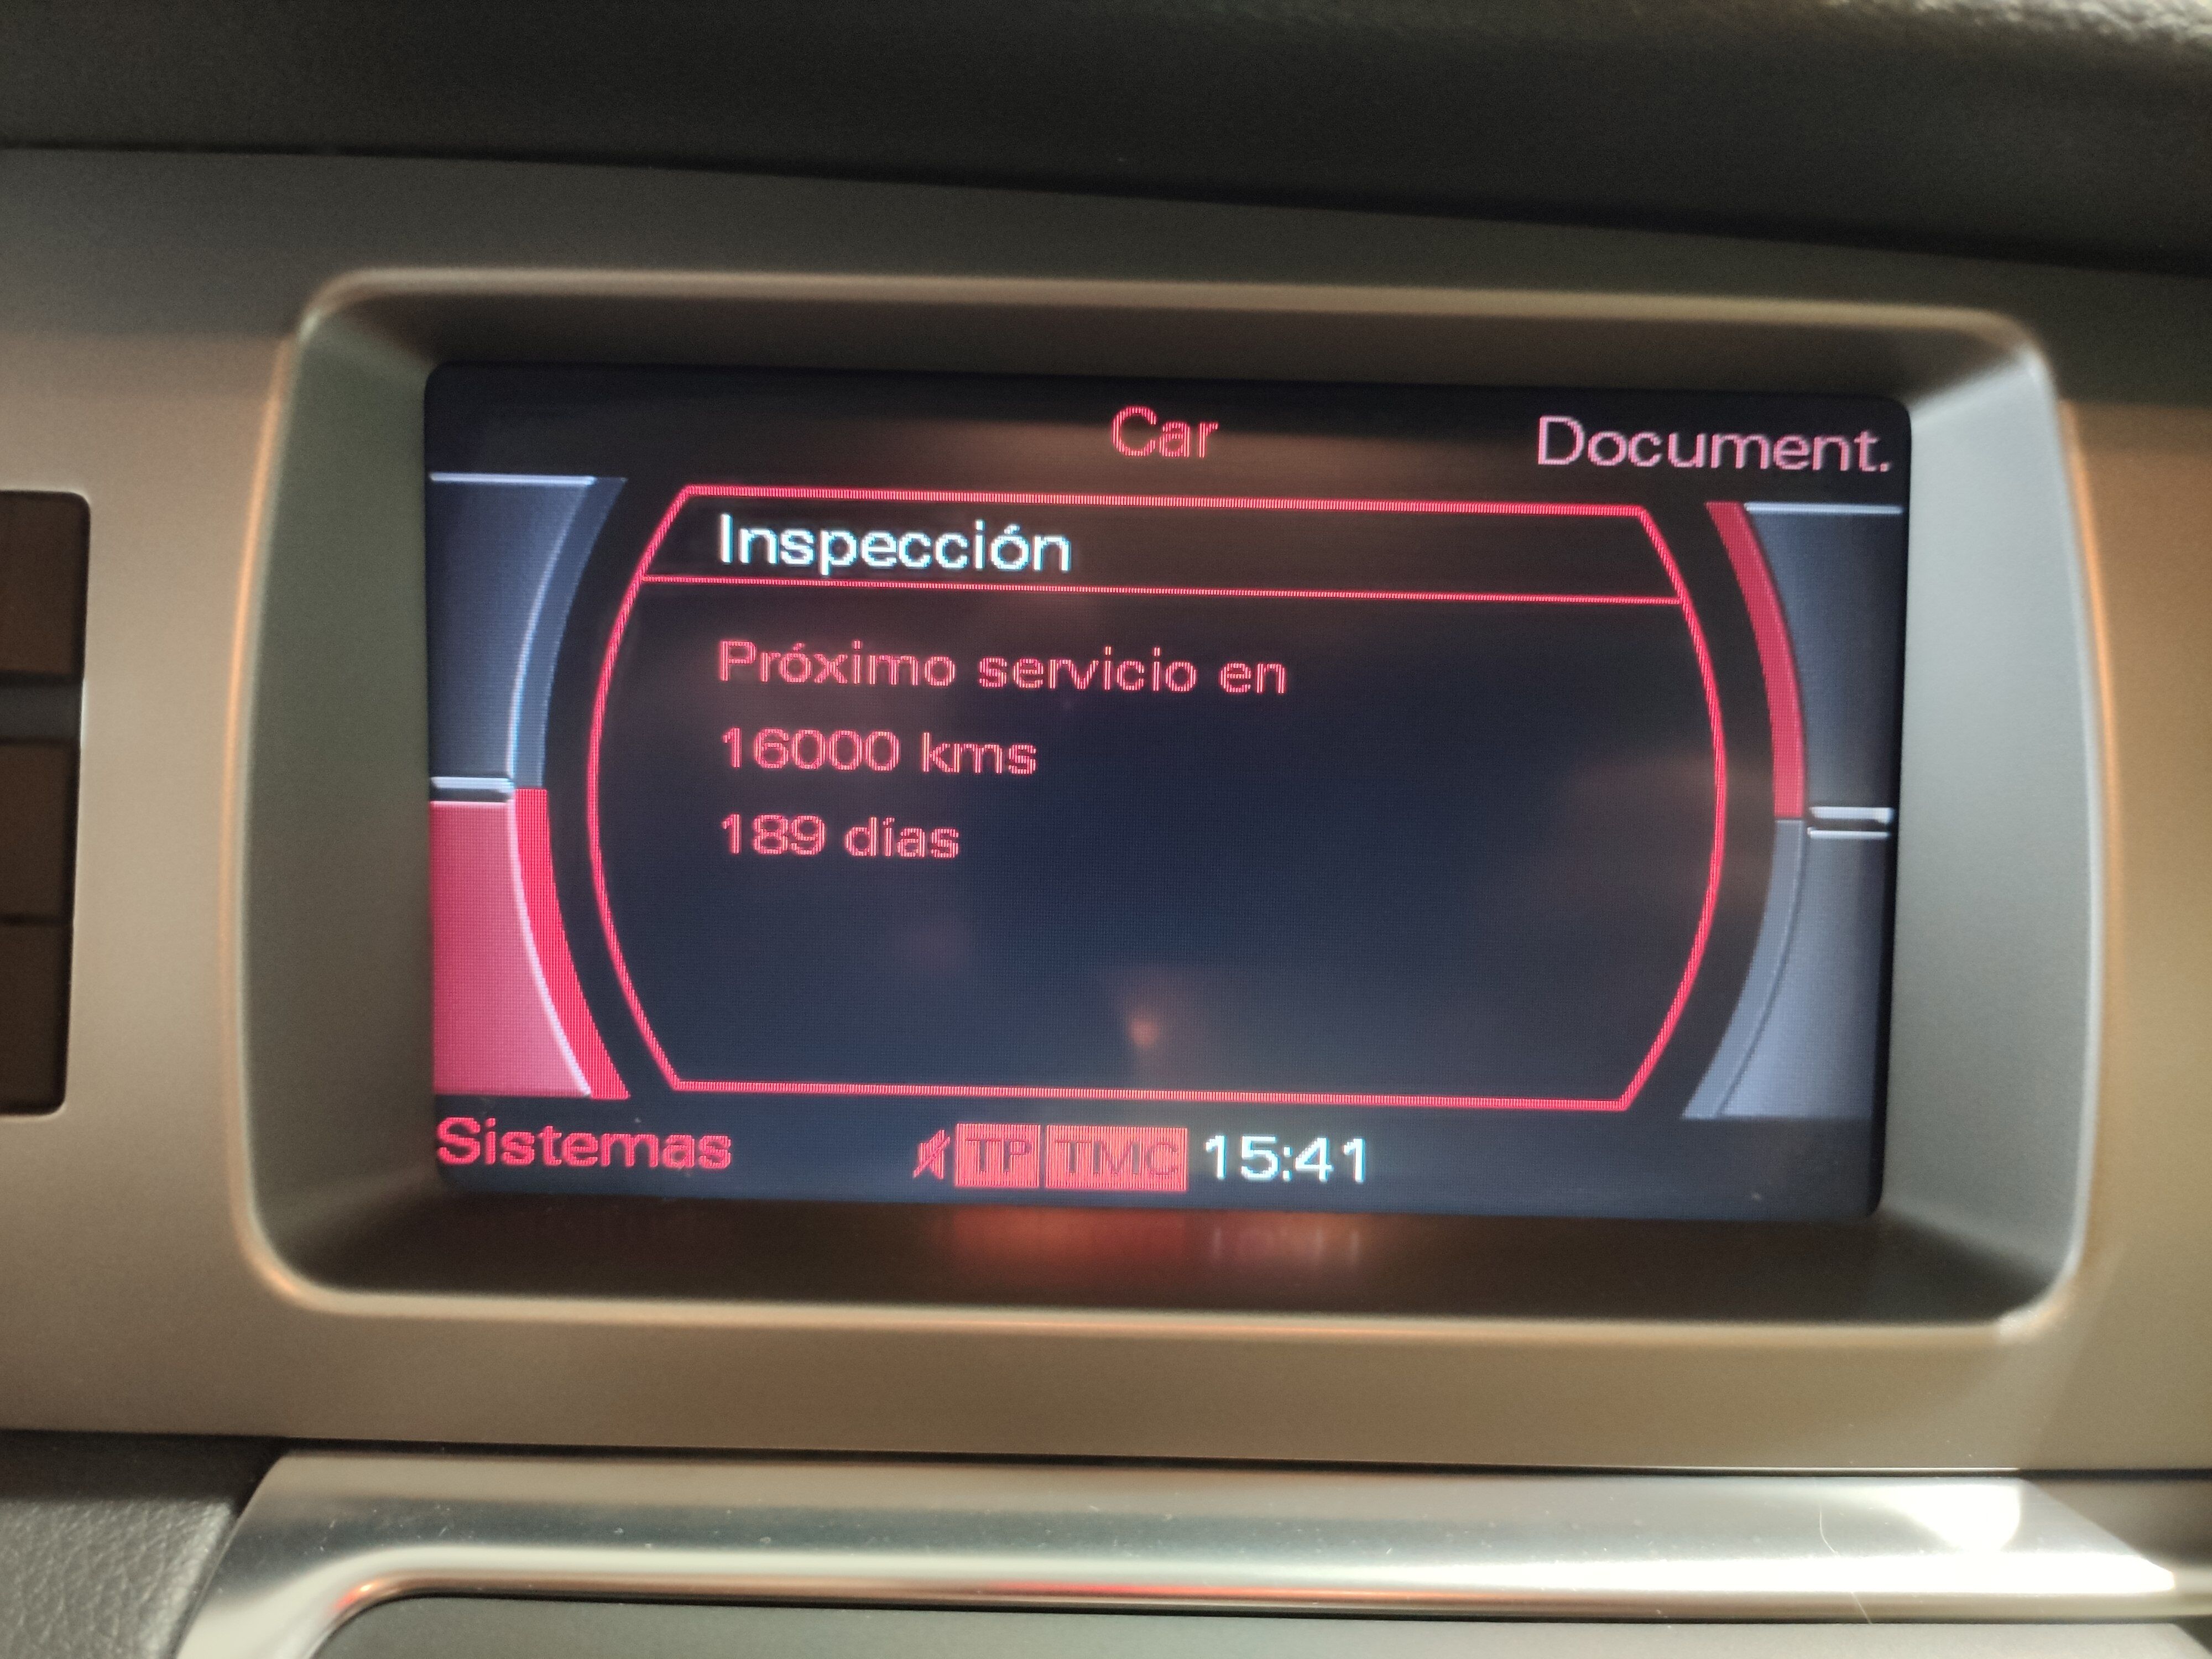 Car
Document.
Inspección
Próximo servicio en
16000 kms
189 días
Sistemas
TP TMC 15:41